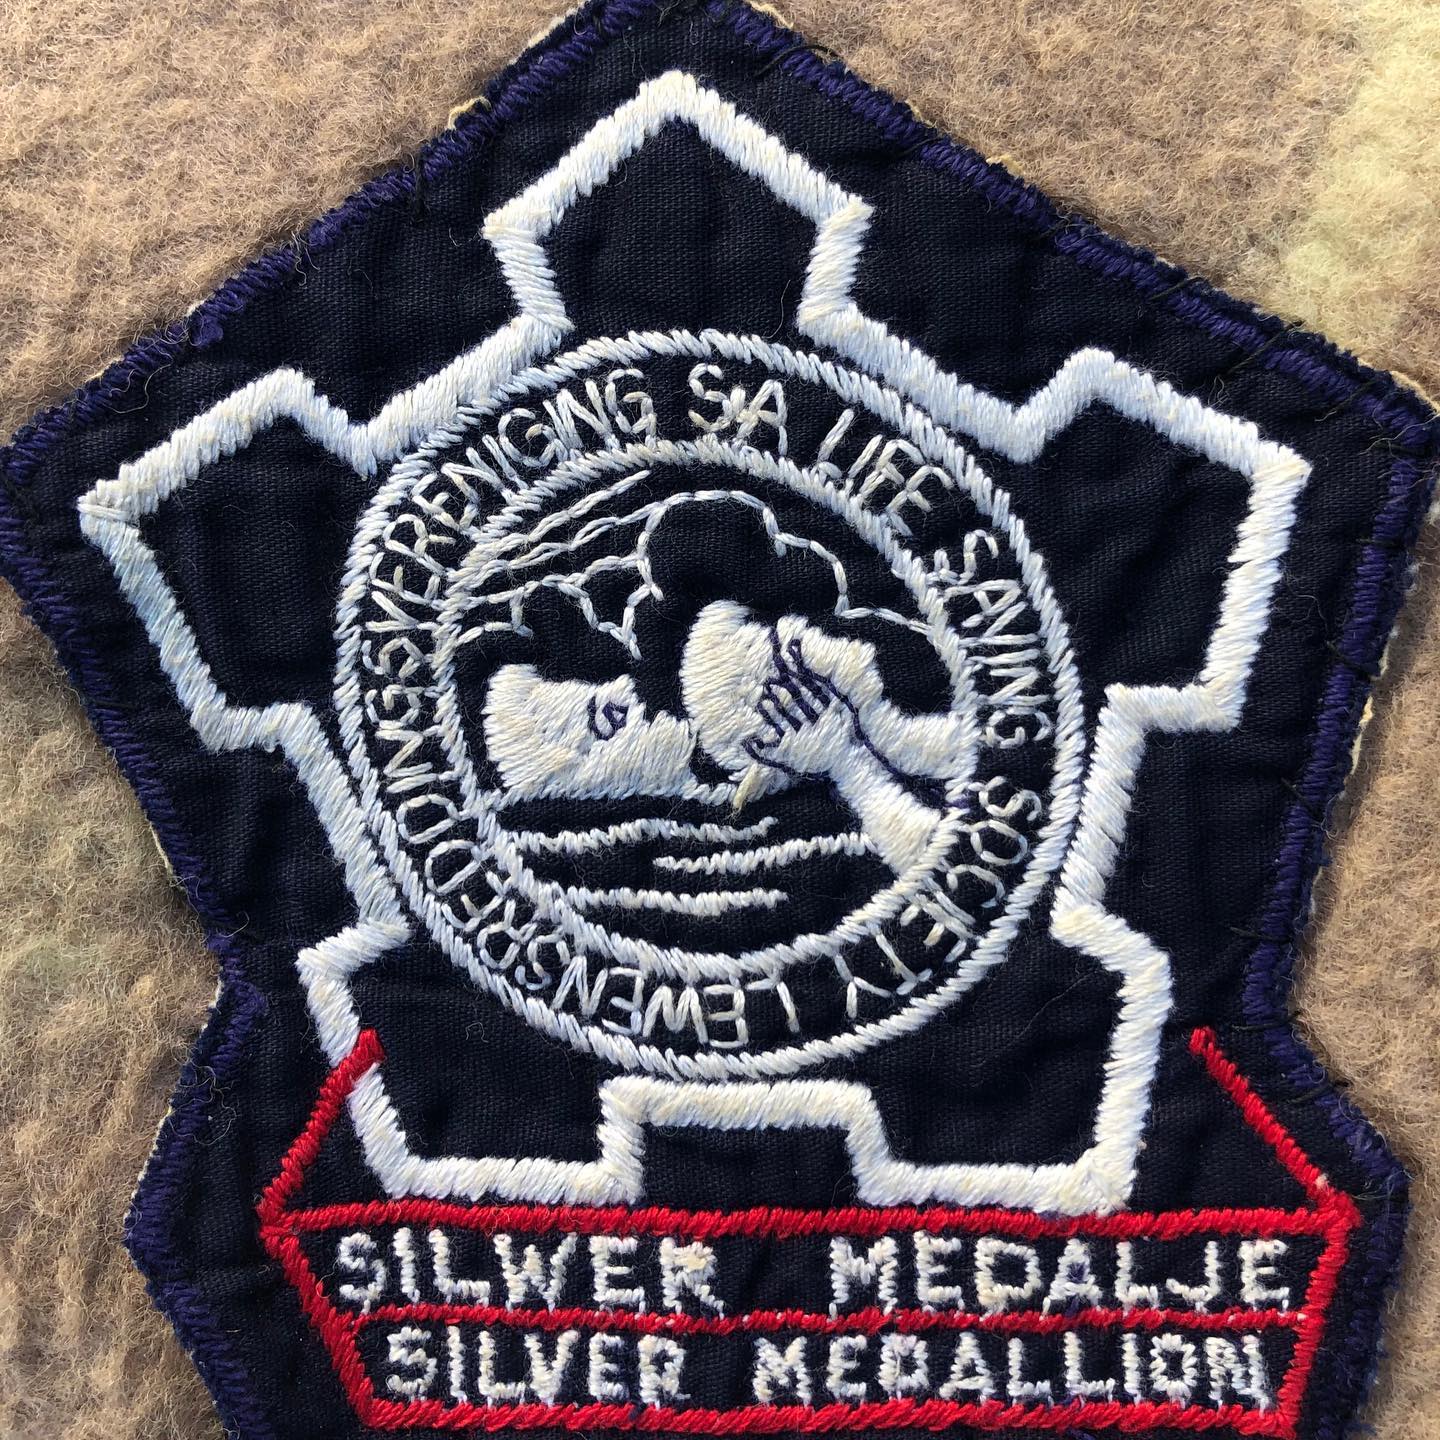 SA LIFE SAVING SOCIETY LEWENSREDDINGSVERENIGING
SILWER MEDALJE
SILVER MEDALLION